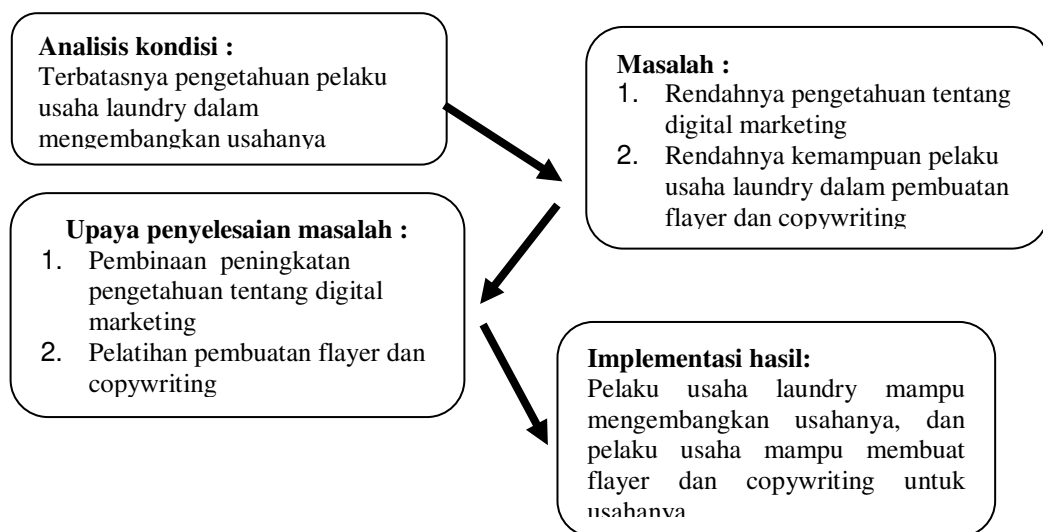 Analisis kondisi :
Terbatasnya pengetahuan pelaku
usaha laundry dalam
mengembangkan usahanya
Masalah :
1. Rendahnya pengetahuan tentang
digital marketing
2. Rendahnya kemampuan pelaku
usaha laundry dalam pembuatan
flayer dan copywriting
Upaya penyelesaian masalah :
1. Pembinaan peningkatan
pengetahuan tentang digital
marketing
2. Pelatihan pembuatan flayer dan
copywriting
Implementasi hasil:
Pelaku usaha laundry mampu
mengembangkan usahanya, dan
pelaku usaha mampu membuat
flayer dan copywriting untuk
usahanya